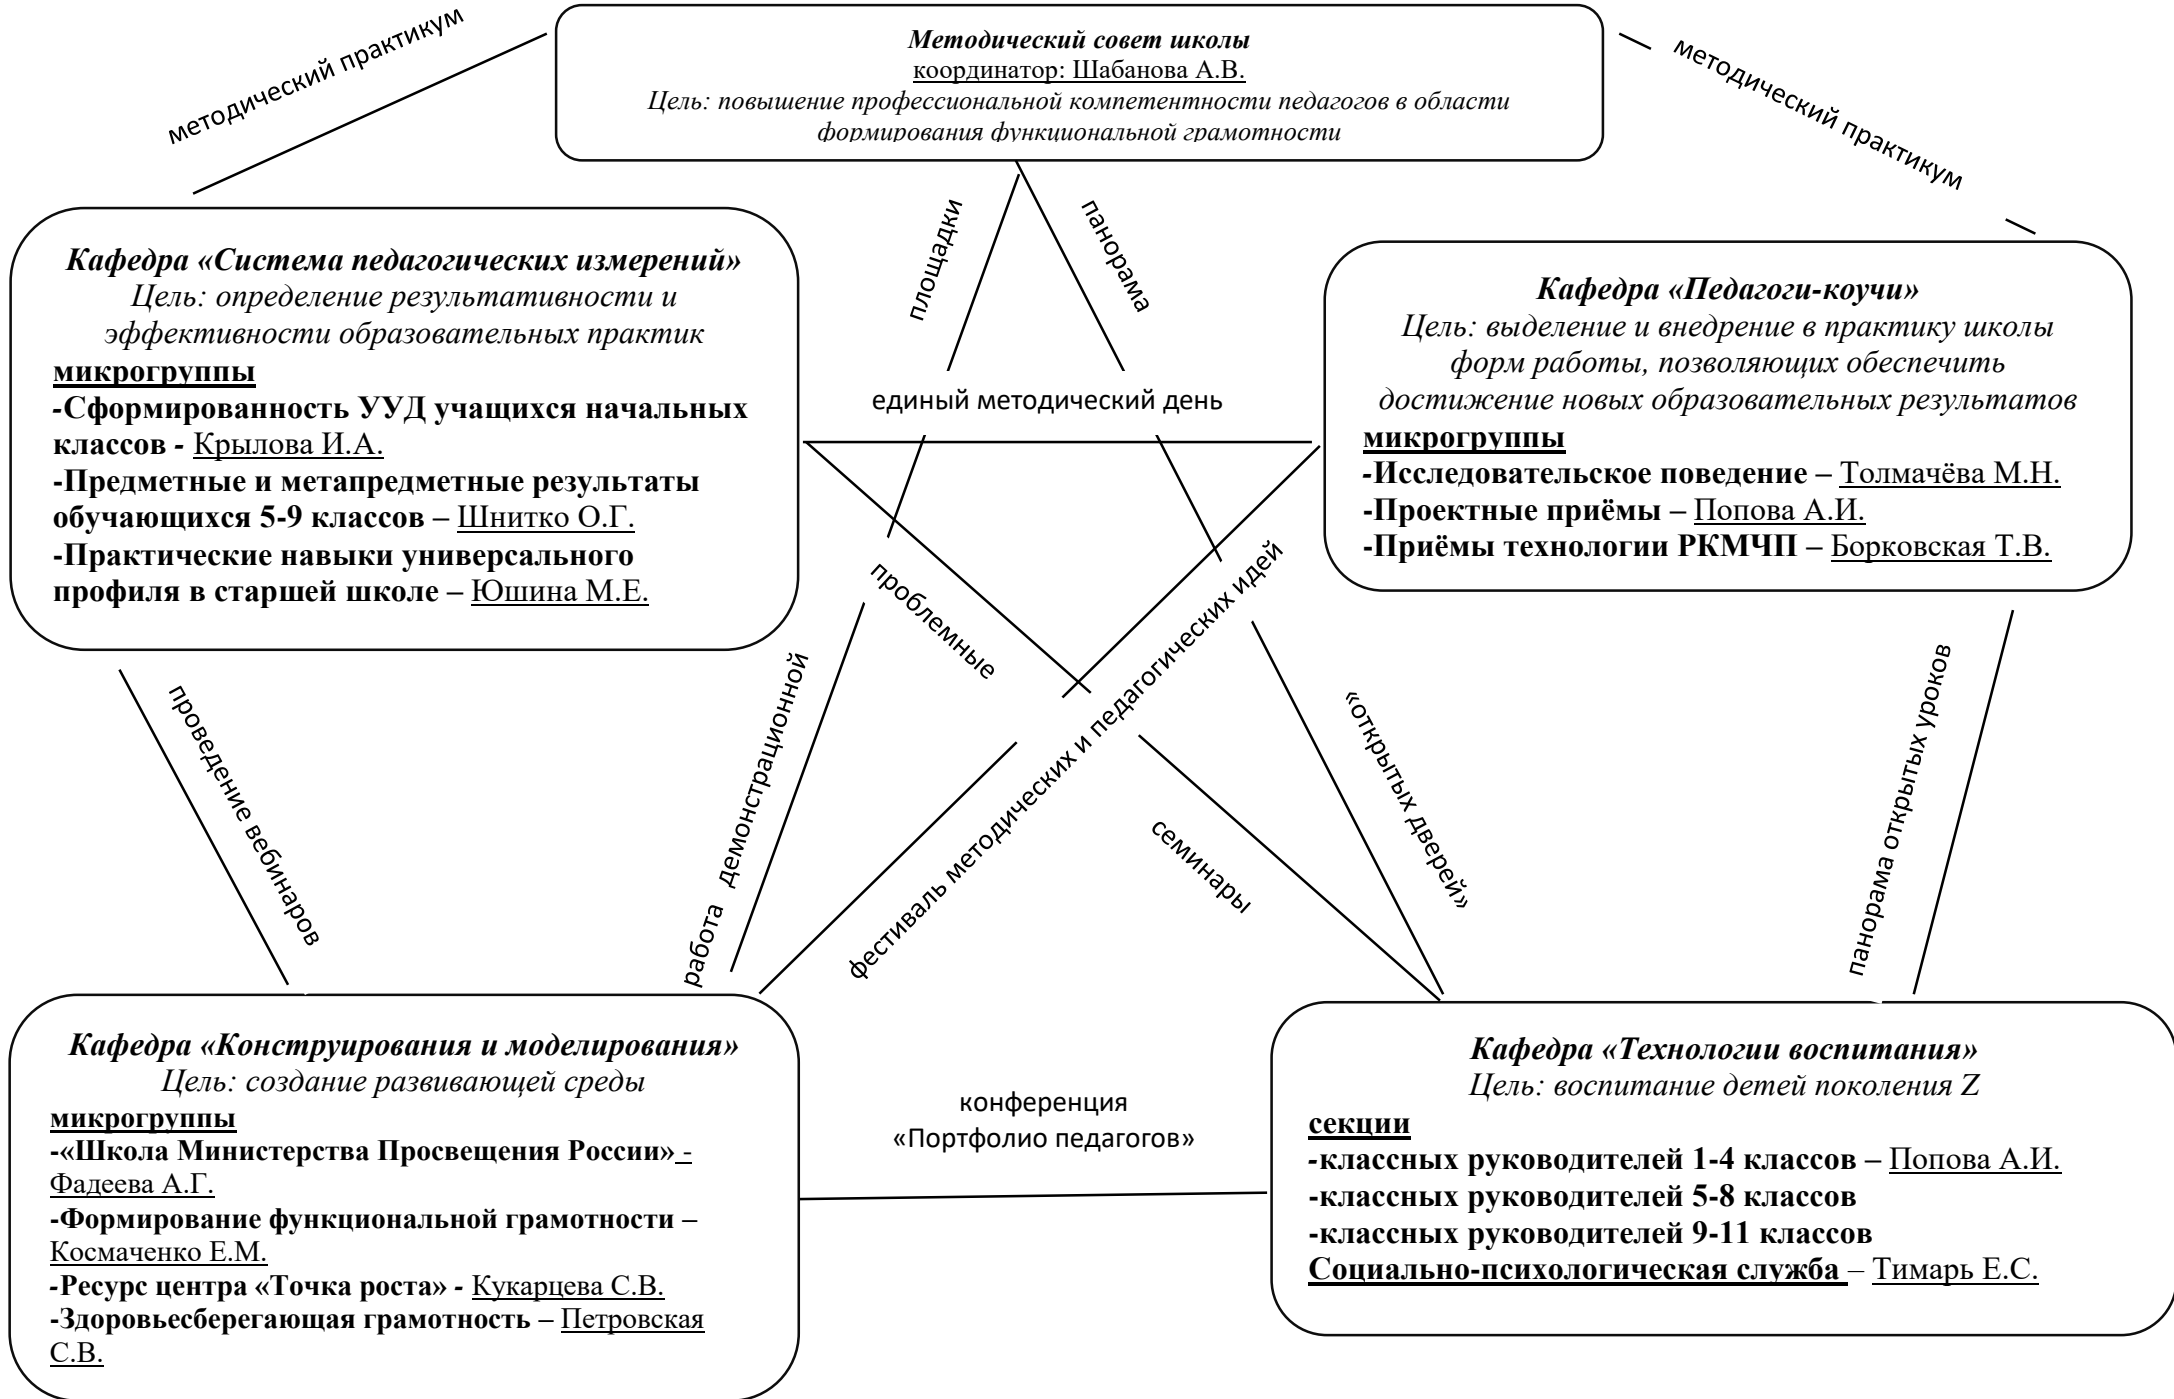 методический практикум
Методический совет школы
координатор: Шабанова А.В.
Цель: повышение профессиональной компетентности педагогов в области
формирования функциональной грамотности
методический практикум
площадки
панорама
Кафедра «Система педагогических измерений»
Цель: определение результативности и
эффективности образовательных практик
микрогруппы
-Сформированность УУД учащихся начальных
классов - Крылова И.А.
-Предметные и метапредметные результаты
обучающихся 5-9 классов – Шнитко О.Г.
-Практические навыки универсального
профиля в старшей школе – Юшина М.Е.
единый методический день
Кафедра «Педагоги-коучи»
Цель: выделение и внедрение в практику школы
форм работы, позволяющих обеспечить
достижение новых образовательных результатов
микрогруппы
-Исследовательское поведение – Толмачёва М.Н.
-Проектные приёмы – Попова А.И.
-Приёмы технологии РКМЧП – Борковская Т.В.
проблемные
фестиваль методических и педагогических идей
проведение вебинаров
работа демонстрационной
семинары
«открытых дверей»
панорама открытых уроков
Кафедра «Конструирования и моделирования»
Цель: создание развивающей среды
микрогруппы
-«Школа Министерства Просвещения России» -
Фадеева А.Г.
-Формирование функциональной грамотности –
Космаченко Е.М.
-Ресурс центра «Точка роста» - Кукарцева С.В.
-Здоровьесберегающая грамотность – Петровская
С.В.
конференция
«Портфолио педагогов»
Кафедра «Технологии воспитания»
Цель: воспитание детей поколения Z
секции
-классных руководителей 1-4 классов – Попова А.И.
-классных руководителей 5-8 классов
-классных руководителей 9-11 классов
Социально-психологическая служба – Тимарь Е.С.